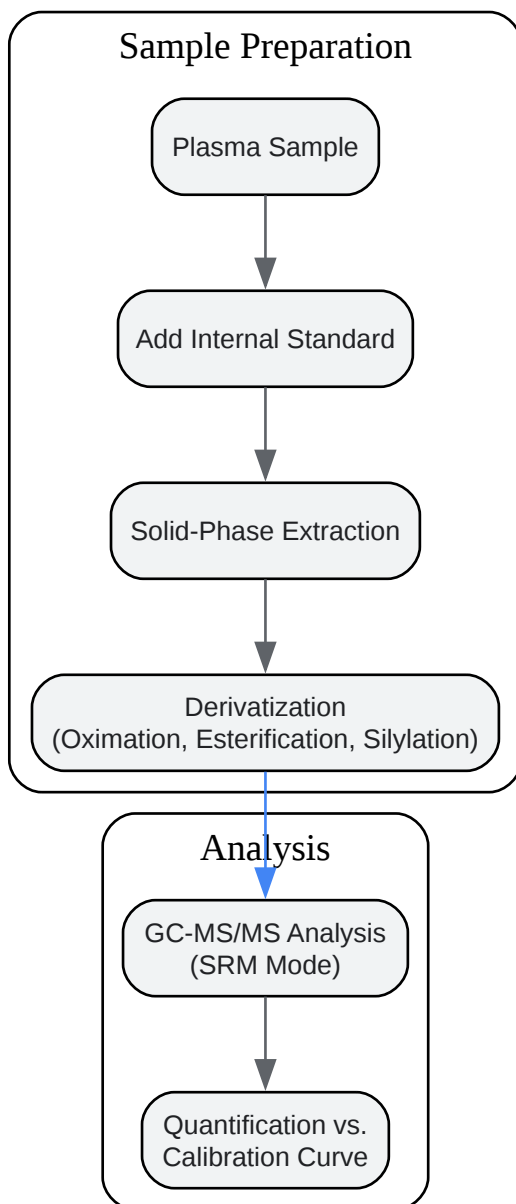 Sample Preparation
Plasma Sample
Add Internal Standard
Solid-Phase Extraction
Derivatization
(Oximation, Esterification, Silylation)
Analysis
GC-MS/MS Analysis
(SRM Mode)
Quantification vs.
Calibration Curve